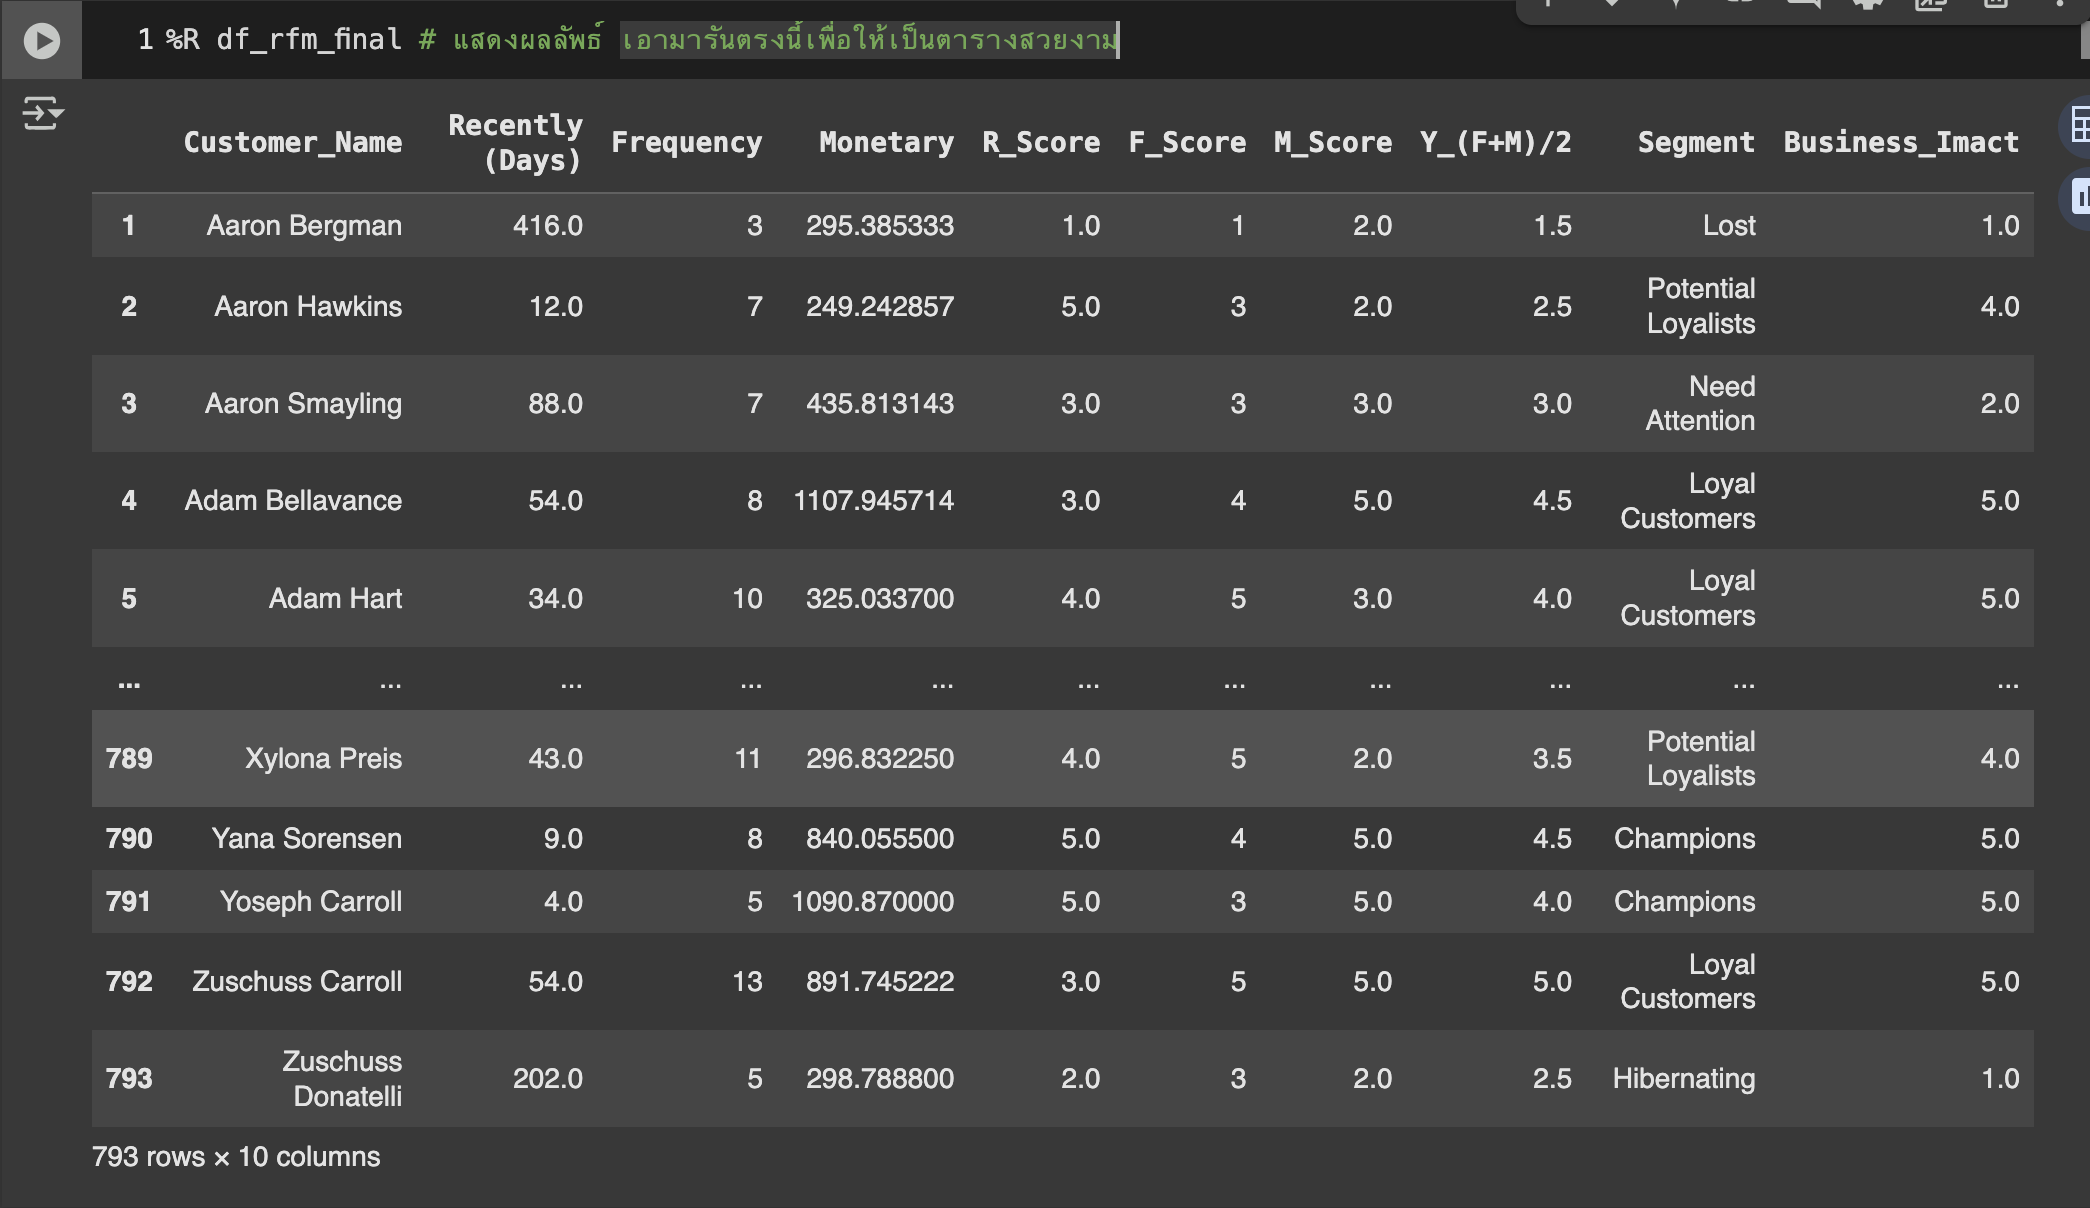 1 %R df_rfm_final # แสดงผลลัพธ์ เอามารันตรงนี้เพื่อให้เป็นตารางสวยงาม
Customer_Name Recently (Days) Frequency Monetary R_Score F_Score M_Score Y_(F+M)/2 Segment Business_Imact
1 Aaron Bergman 416.0 3 295.385333 1.0 1 2.0 1.5 Lost 1.0
2 Aaron Hawkins 12.0 7 249.242857 5.0 3 2.0 2.5 Potential Loyalists 4.0
3 Aaron Smayling 88.0 7 435.813143 3.0 3 3.0 3.0 Need Attention 2.0
4 Adam Bellavance 54.0 8 1107.945714 3.0 4 5.0 4.5 Loyal Customers 5.0
5 Adam Hart 34.0 10 325.033700 4.0 5 3.0 4.0 Loyal Customers 5.0
... ... ... ... ... ... ... ... ... ... ...
789 Xylona Preis 43.0 11 296.832250 4.0 5 2.0 3.5 Potential Loyalists 4.0
790 Yana Sorensen 9.0 8 840.055500 5.0 4 5.0 4.5 Champions 5.0
791 Yoseph Carroll 4.0 5 1090.870000 5.0 3 5.0 4.0 Champions 5.0
792 Zuschuss Carroll 54.0 13 891.745222 3.0 5 5.0 5.0 Loyal Customers 5.0
793 Zuschuss Donatelli 202.0 5 298.788800 2.0 3 2.0 2.5 Hibernating 1.0
793 rows × 10 columns